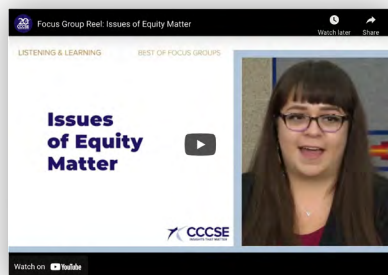 20
CCCSE
Focus Group Reel: Issues of Equity Matter
Watch later
Share
LISTENING & LEARNING
BEST OF FOCUS GROUPS
Issues
of Equity
Matter
CCCSE
INSIGHTS THAT MATTER
Watch on YouTube